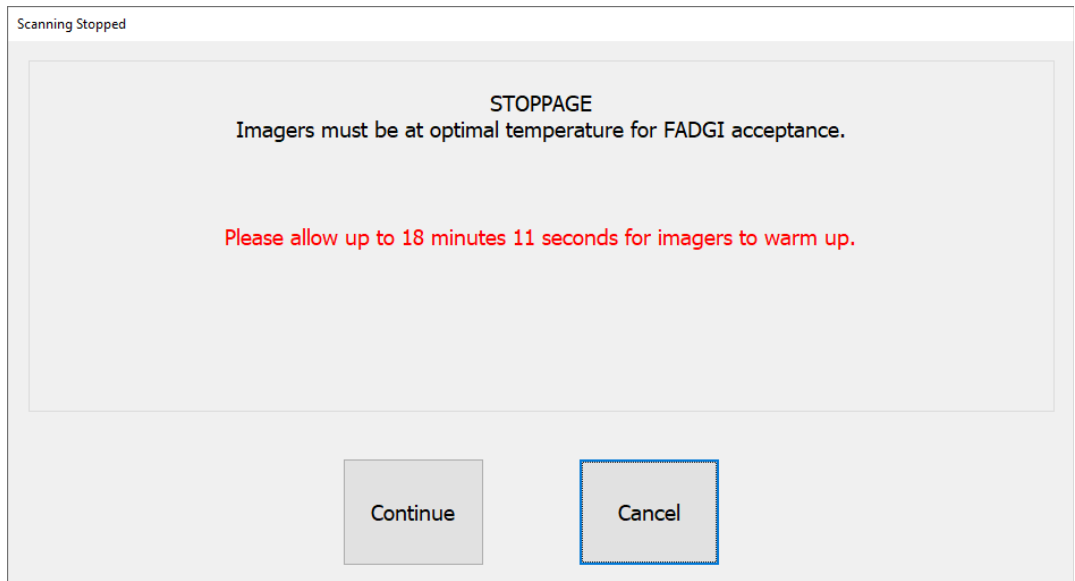 Scanning Stopped
STOPPAGE
Imagers must be at optimal temperature for FADGI acceptance.
Please allow up to 18 minutes 11 seconds for imagers to warm up.
Continue
Cancel